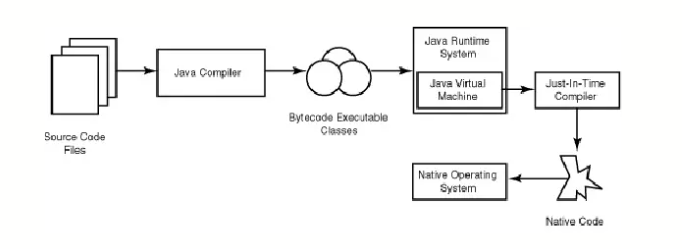 Source Code
Files
Java Compiler
Bytecode Executable
Classes
Java Runtime
System
Java Virtual
Machine
Just-In-Time
Compiler
Native Code
Native Operating
System